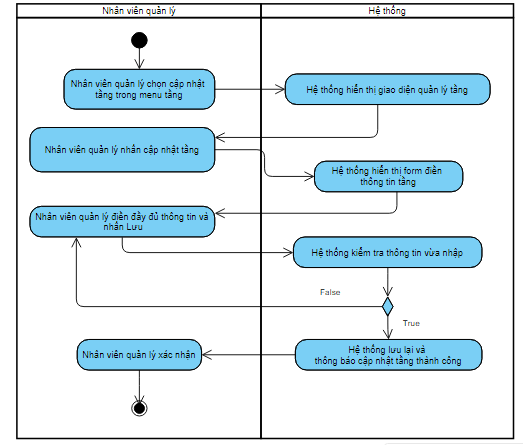 Nhân viên quản lý
Hệ thống
Nhân viên quản lý chọn cập nhật
tầng trong menu tầng
Hệ thống hiển thị giao diện quản lý tầng
Nhân viên quản lý nhấn cập nhật tầng
Hệ thống hiển thị form điền
thông tin tầng
Nhân viên quản lý điền đầy đủ thông tin và
nhấn Lưu
Hệ thống kiểm tra thông tin vừa nhập
False
True
Hệ thống lưu lại và
thông báo cập nhật tầng thành công
Nhân viên quản lý xác nhận